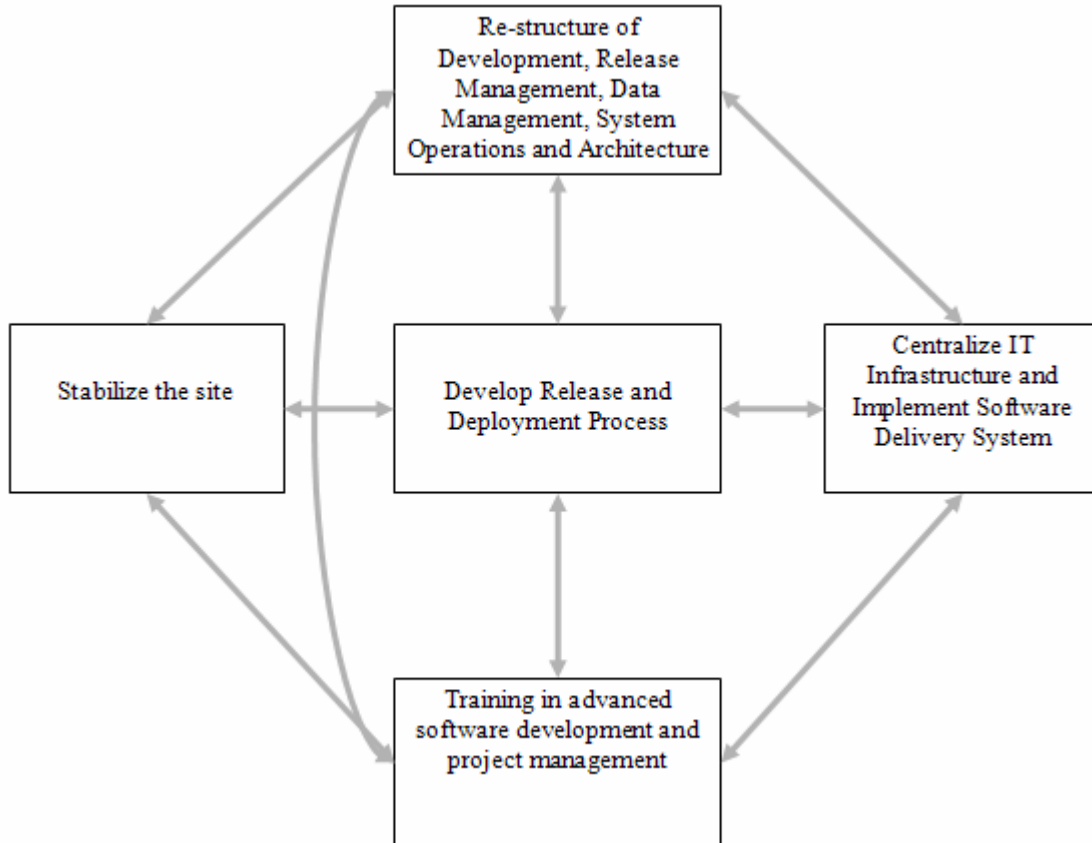 Re-structure of
Development, Release
Management, Data
Management, System
Operations and Architecture
Stabilize the site
Develop Release and
Deployment Process
Centralize IT
Infrastructure and
Implement Software
Delivery System
Training in advanced
software development and
project management